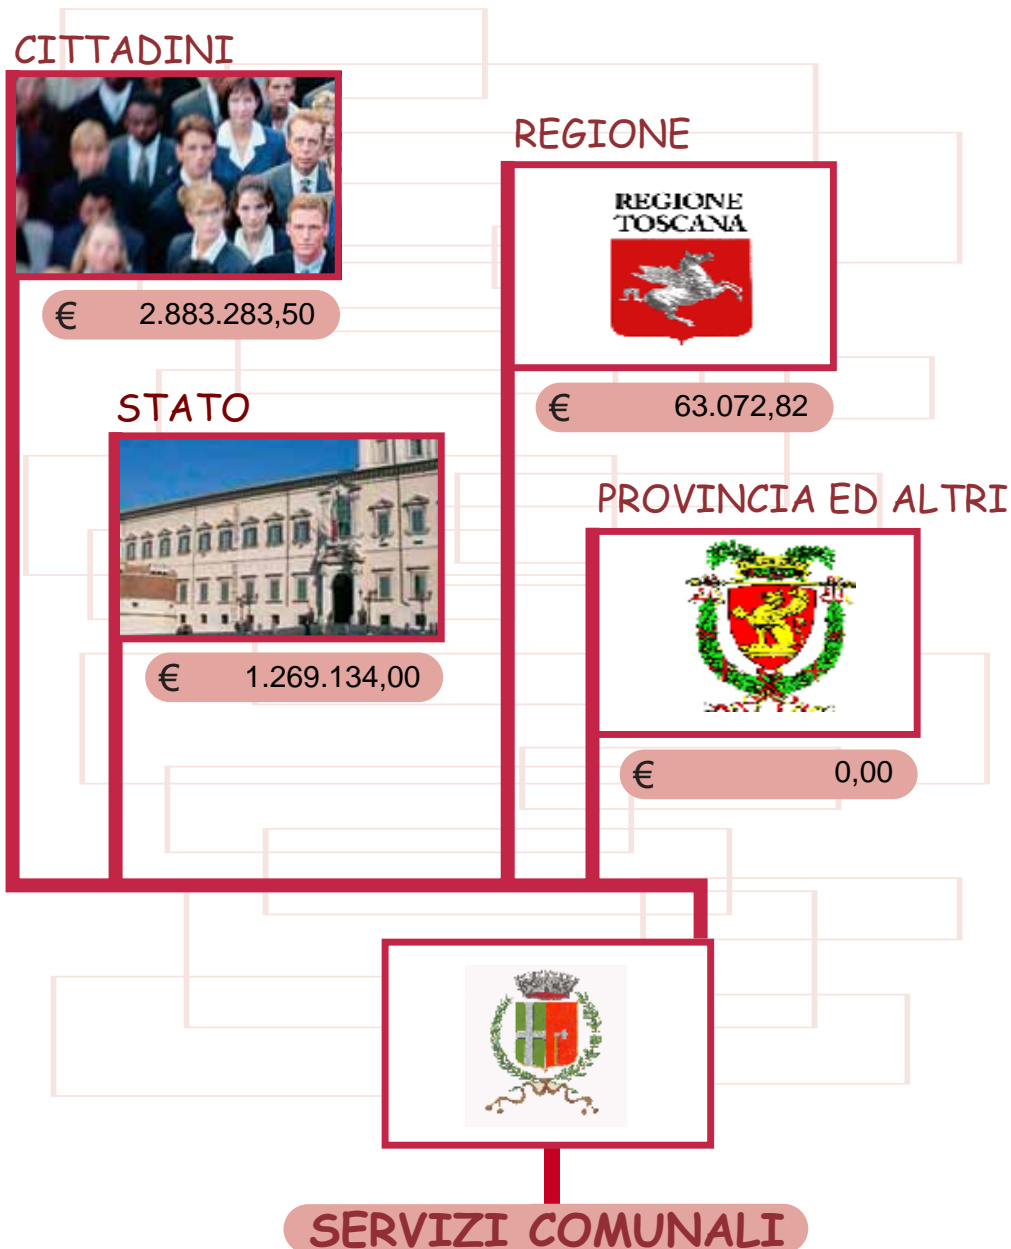 CITTADINI
€ 2.883.283,50
REGIONE
REGIONE
TOSCANA
€ 63.072,82
STATO
€ 1.269.134,00
PROVINCIA ED ALTRI
€ 0,00
SERVIZI COMUNALI